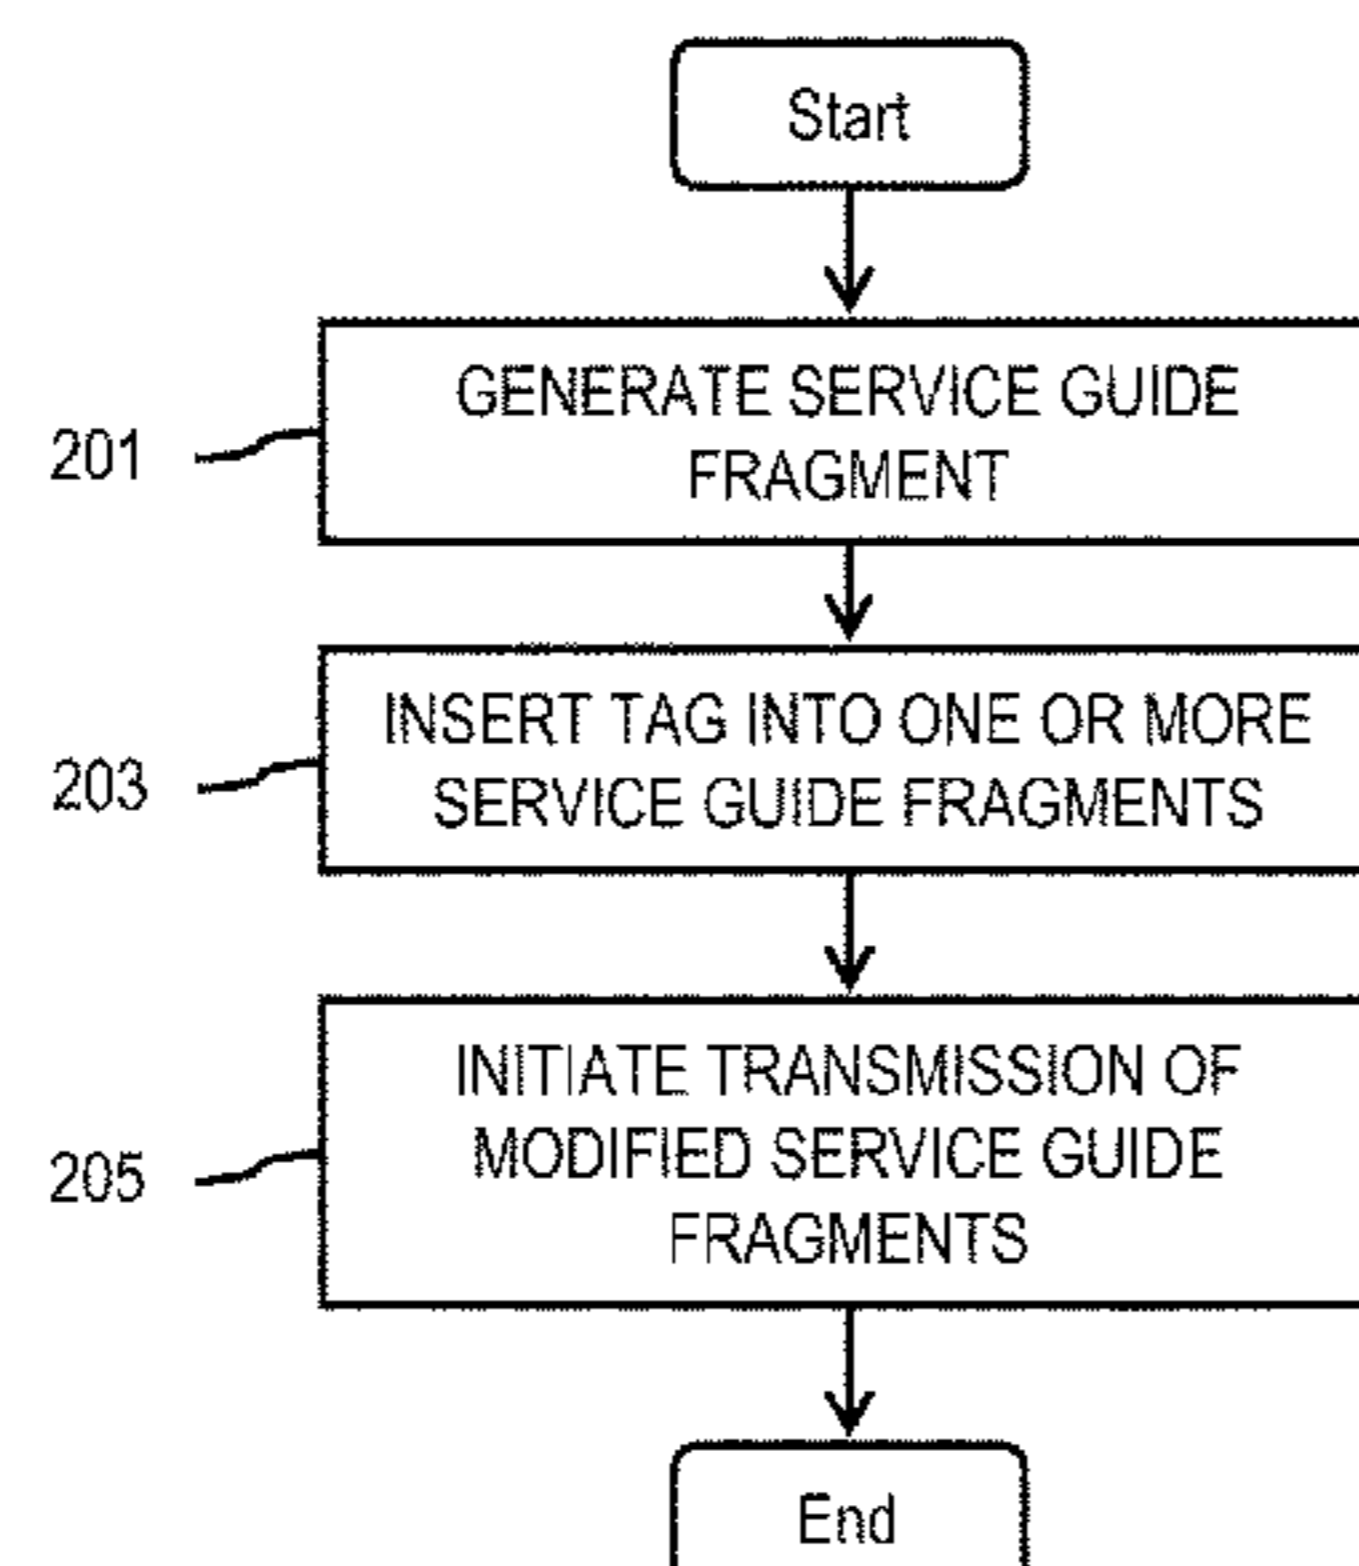 Start
201
GENERATE SERVICE GUIDE
FRAGMENT
203
INSERT TAG INTO ONE OR MORE
SERVICE GUIDE FRAGMENTS
205
INITIATE TRANSMISSION OF
MODIFIED SERVICE GUIDE
FRAGMENTS
End